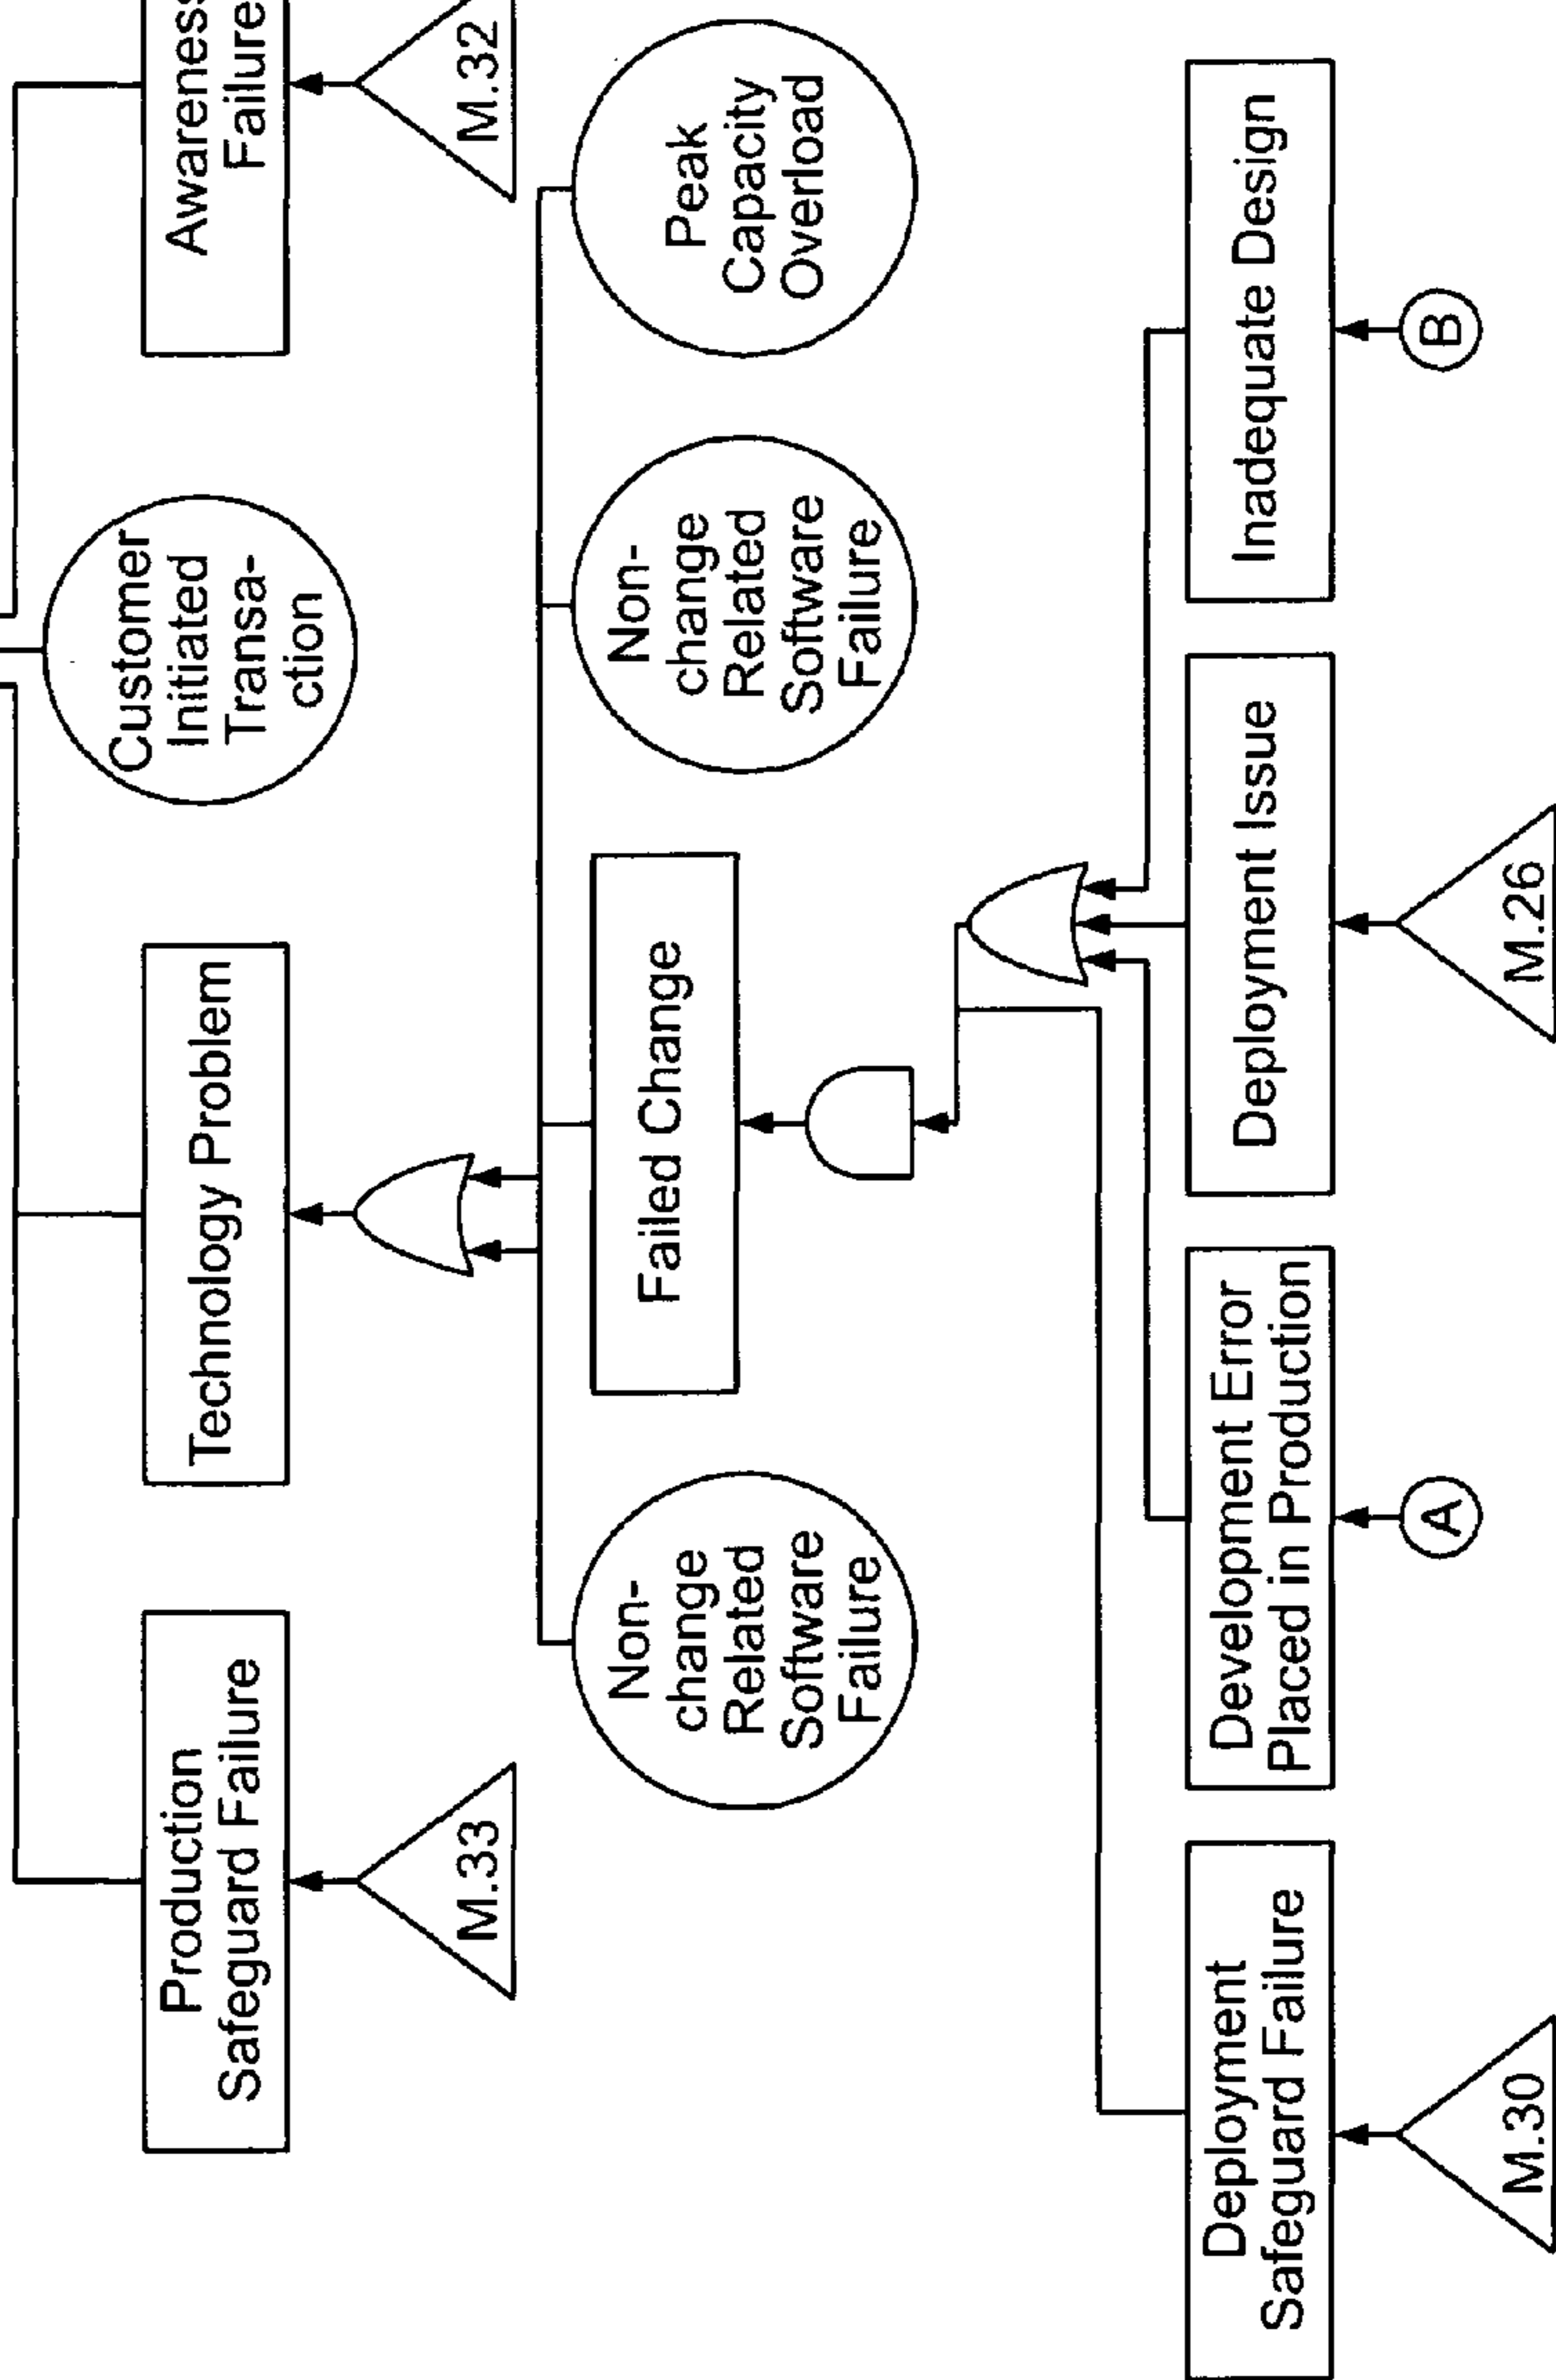 Production
Safeguard Failure
Technology Problem
Customer
Initiated
Transa-
ction
Awareness
Failure
M.33
M.32
Non-
change
Related
Software
Failure
Failed Change
Non-
change
Related
Software
Failure
Peak
Capacity
Overload
Deployment
Safeguard Failure
Development Error
Placed in Production
Deployment Issue
Inadequate Design
M.30
A
M.26
B